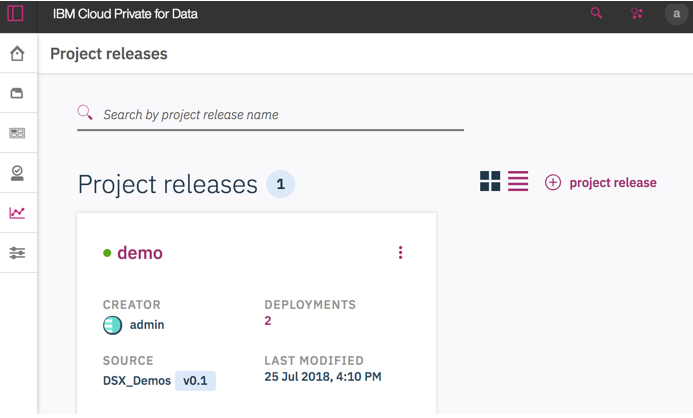 IBM Cloud Private for Data
a
Project releases
Search by project release name
Project releases 1
project release
demo
CREATOR
admin
DEPLOYMENTS
2
SOURCE
DSX_Demos v0.1
LAST MODIFIED
25 Jul 2018, 4:10 PM